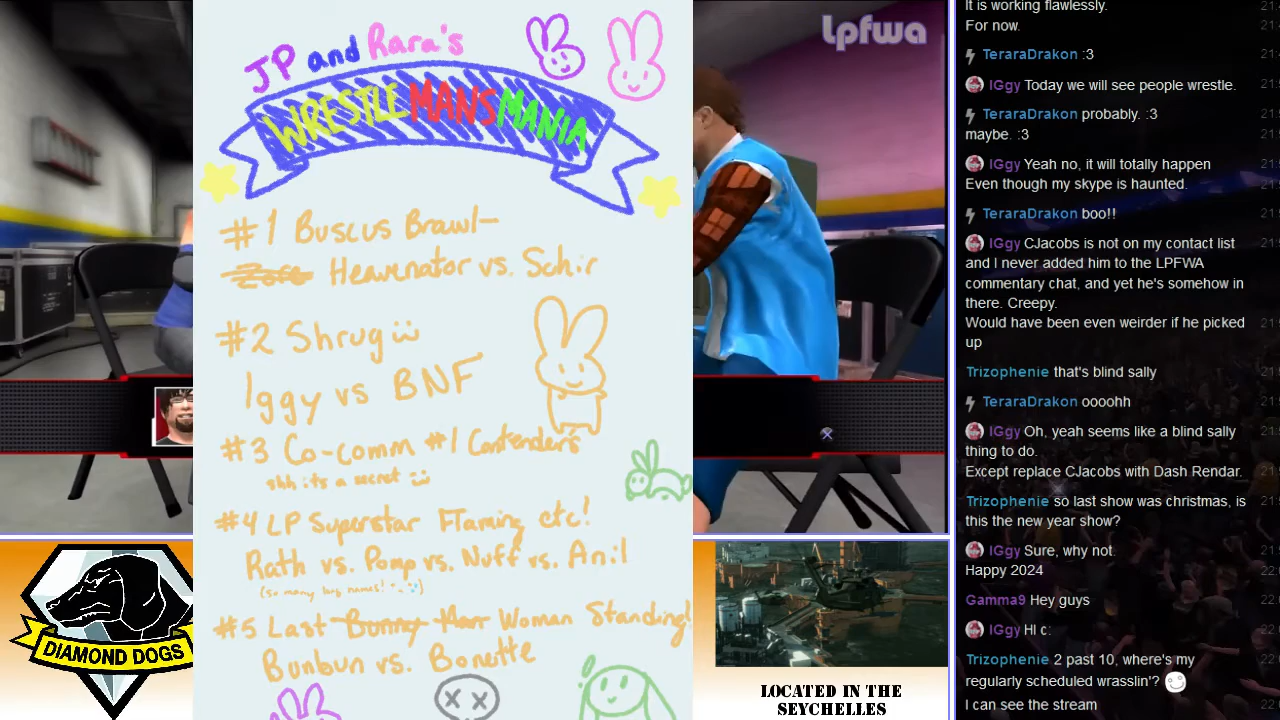 JP and Rara's
WRESTLEMANSMANIA
#1 Buscus Brawl-
Heavenator vs. Schir
#2 Shrug
Iggy vs BNF
#3 Co-comm #1 Contenders
shh its a secret
#4 LP Superstar Flaming etc!
Rath vs. Pomp vs. Nuff vs. Anil
(so many long names!)
#5 Last Bunny Man Woman Standing!
Bunbun vs. Bonette
lpfwa
DIAMOND DOGS
LOCATED IN THE
SEYCHELLES
It is working flawlessly.
For now.
TeraraDrakon :3
IGgy Today we will see people wrestle.
TeraraDrakon probably. :3
maybe. :3
IGgy Yeah no, it will totally happen
Even though my skype is haunted.
TeraraDrakon boo!!
IGgy CJacobs is not on my contact list
and I never added him to the LPFWA
commentary chat, and yet he's somehow in
there. Creepy.
Would have been even weirder if he picked
up
Trizophenie that's blind sally
TeraraDrakon oooohh
IGgy Oh, yeah seems like a blind sally
thing to do.
Except replace CJacobs with Dash Rendar.
Trizophenie so last show was christmas, is
this the new year show?
IGgy Sure, why not
Happy 2024
Gamma9 Hey guys
IGgy HI c:
Trizophenie 2 past 10, where's my
regularly scheduled wrasslin'?
I can see the stream